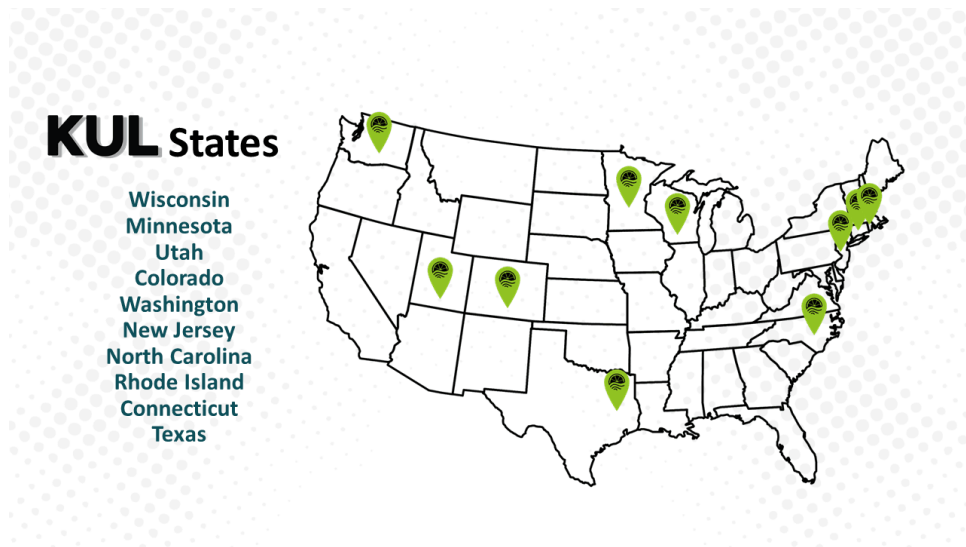 KUL States
Wisconsin
Minnesota
Utah
Colorado
Washington
New Jersey
North Carolina
Rhode Island
Connecticut
Texas